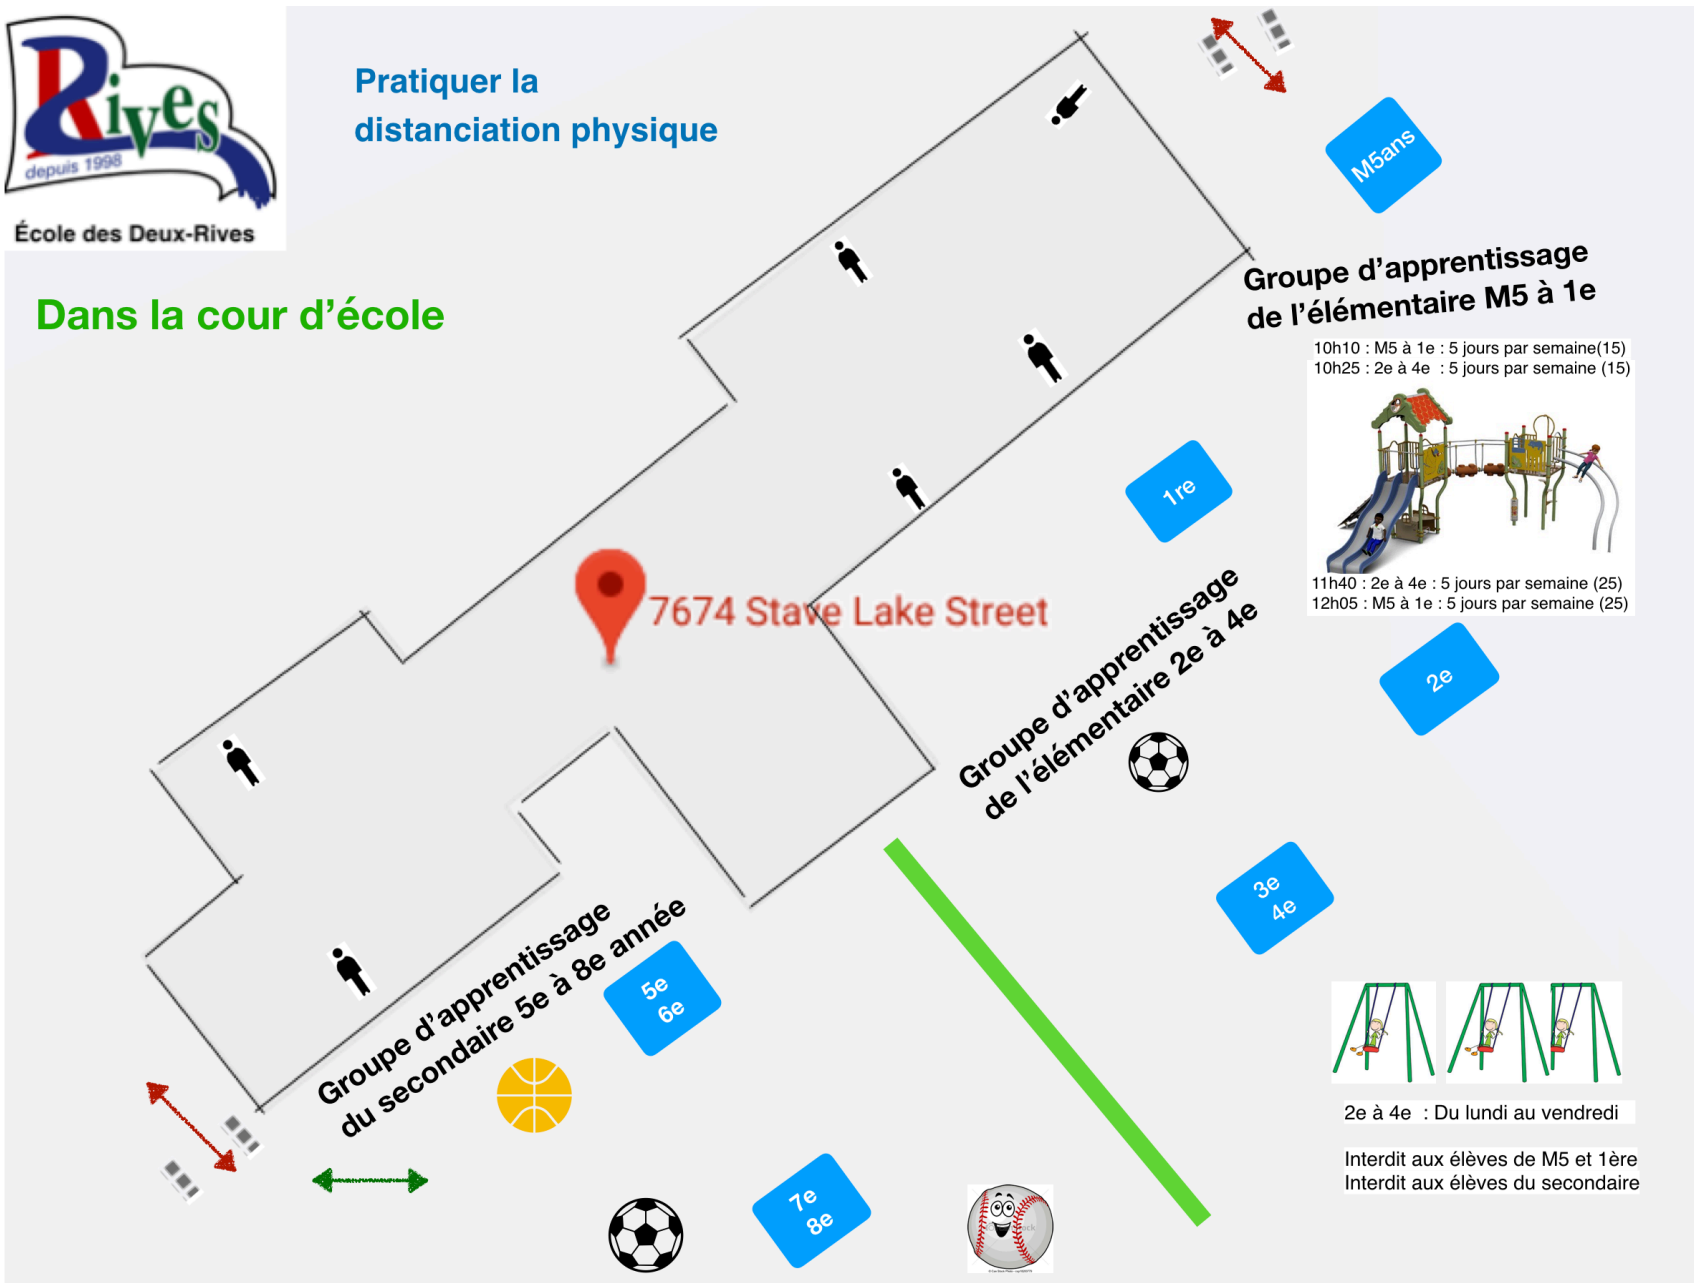 Rives
depuis 1998
École des Deux-Rives
Pratiquer la
distanciation physique
Dans la cour d'école
M5ans
Groupe d'apprentissage
de l'élémentaire M5 à 1e
10h10 : M5 à 1e : 5 jours par semaine(15)
10h25 : 2e à 4e : 5 jours par semaine (15)
11h40 : 2e à 4e : 5 jours par semaine (25)
12h05 : M5 à 1e : 5 jours par semaine (25)
1re
7674 Stave Lake Street
Groupe d'apprentissage
de l'élémentaire 2e à 4e
2e
3e
4e
Groupe d'apprentissage
du secondaire 5e à 8e année
5e
6e
7e
8e
2e à 4e : Du lundi au vendredi
Interdit aux élèves de M5 et 1ère
Interdit aux élèves du secondaire